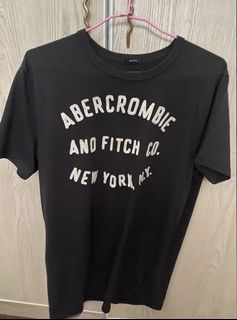 ABERCROMBIE
AND FITCH CO.
NEW YORK, N.Y.